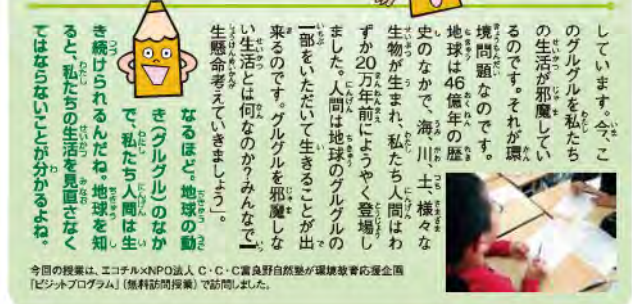 しています。今、こ
のグルグルを私たち
の生活が邪魔してい
るのです。それが環
境問題なのです。
地球は46億年の歴
史のなかで、海、川、土、様々な
生物が生まれ、私たち人間はわ
ずか20万年前にようやく登場し
ました。人間は地球のグルグルの
一部をいただいて生きることが出
来るのです。グルグルを邪魔しな
い生活とは何なのか?みんなで一
生懸命考えていきましょう」。
なるほど。地球の動
き(グルグル)のなか
で、私たち人間は生
き続けられるんだね。地球を知
ると、私たちの生活を見直さなく
てはならないことが分かるよね。
今回の授業は、エコチル×NPO法人 C・C・C富良野自然塾が環境教育応援企画
「ビジットプログラム」(無料訪問授業)で訪問しました。